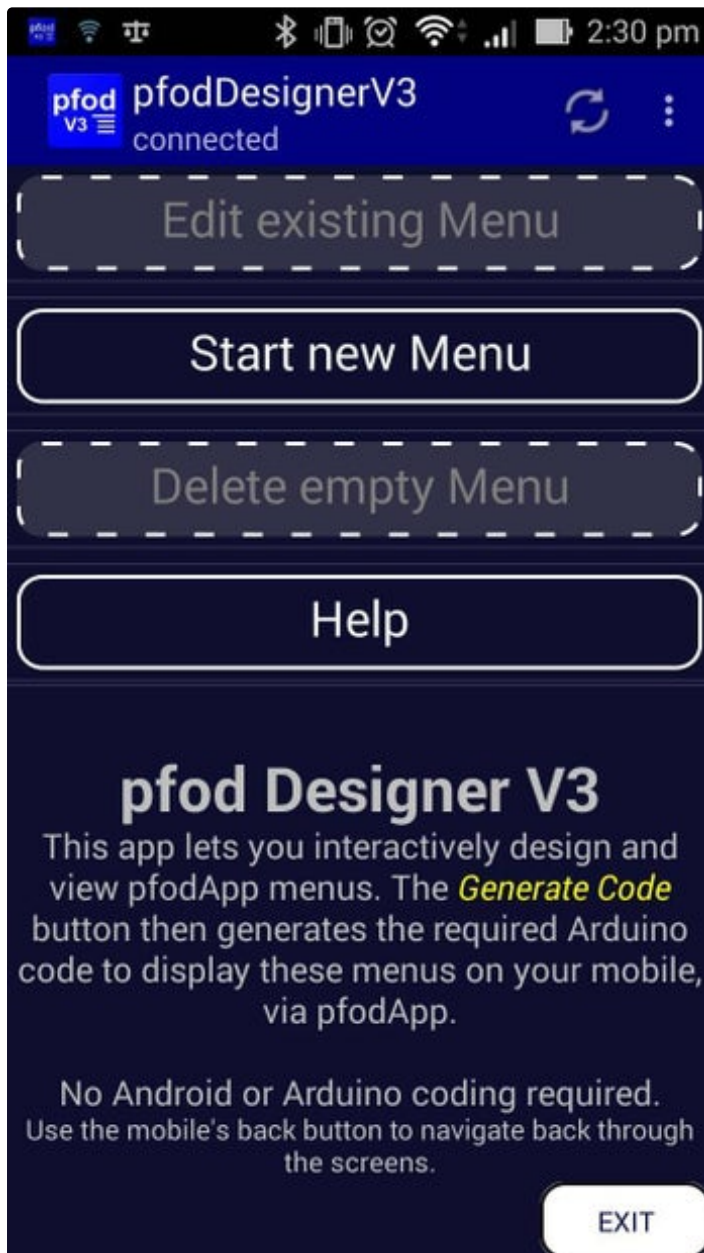 2:30 pm
pfod
V3
pfodDesignerV3
connected
Edit existing Menu
Start new Menu
Delete empty Menu
Help
pfod Designer V3
This app lets you interactively design and
view pfodApp menus. The Generate Code
button then generates the required Arduino
code to display these menus on your mobile,
via pfodApp.
No Android or Arduino coding required.
Use the mobile's back button to navigate back through
the screens.
EXIT